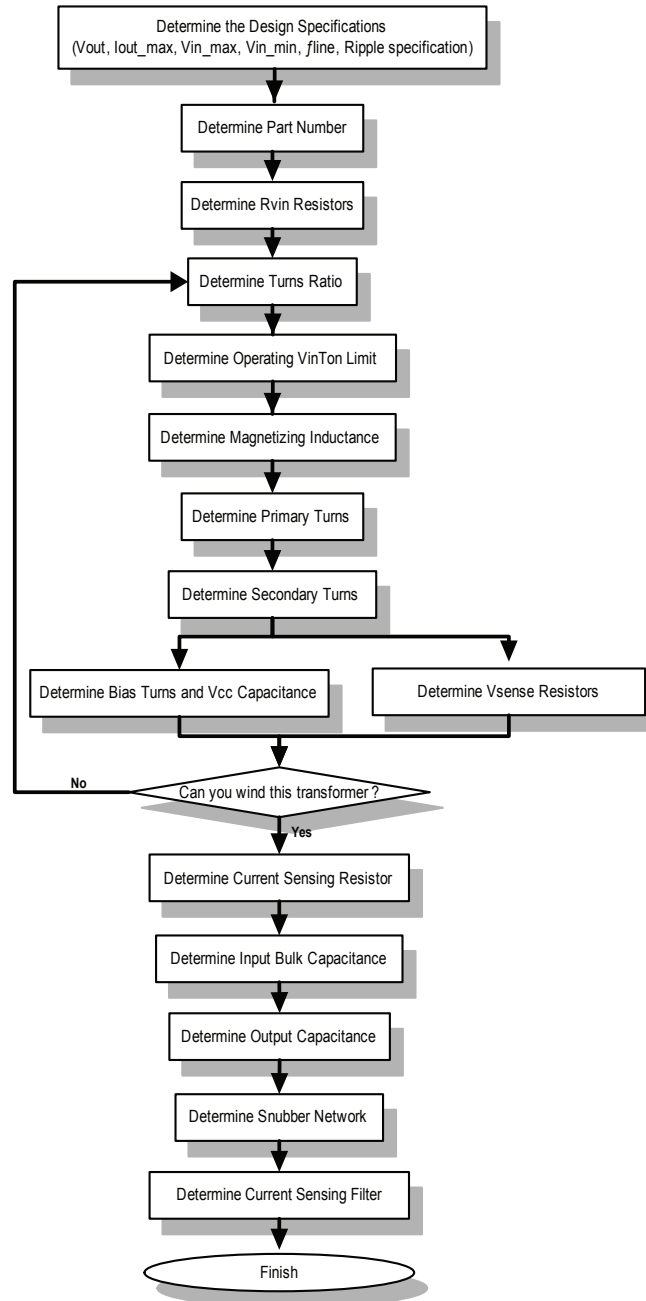 Determine the Design Specifications
(Vout, Iout_max, Vin_max, Vin_min, ƒline, Ripple specification)
Determine Part Number
Determine Rvin Resistors
Determine Turns Ratio
Determine Operating VinTon Limit
Determine Magnetizing Inductance
Determine Primary Turns
Determine Secondary Turns
Determine Bias Turns and Vcc Capacitance
Determine Vsense Resistors
No
Can you wind this transformer ?
Yes
Determine Current Sensing Resistor
Determine Input Bulk Capacitance
Determine Output Capacitance
Determine Snubber Network
Determine Current Sensing Filter
Finish